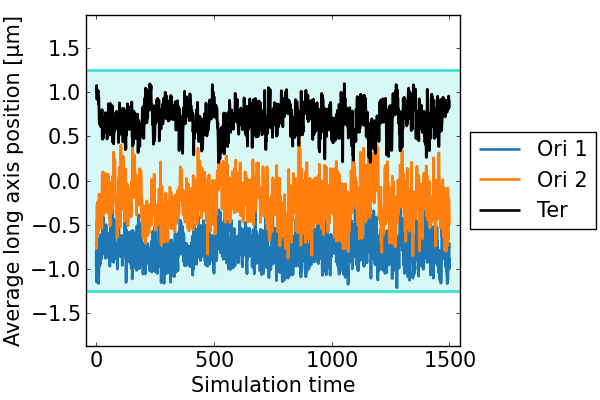 Average long axis position [µm]
1.5
1.0
0.5
0.0
−0.5
−1.0
−1.5
0
500
1000
1500
Simulation time
Ori 1
Ori 2
Ter